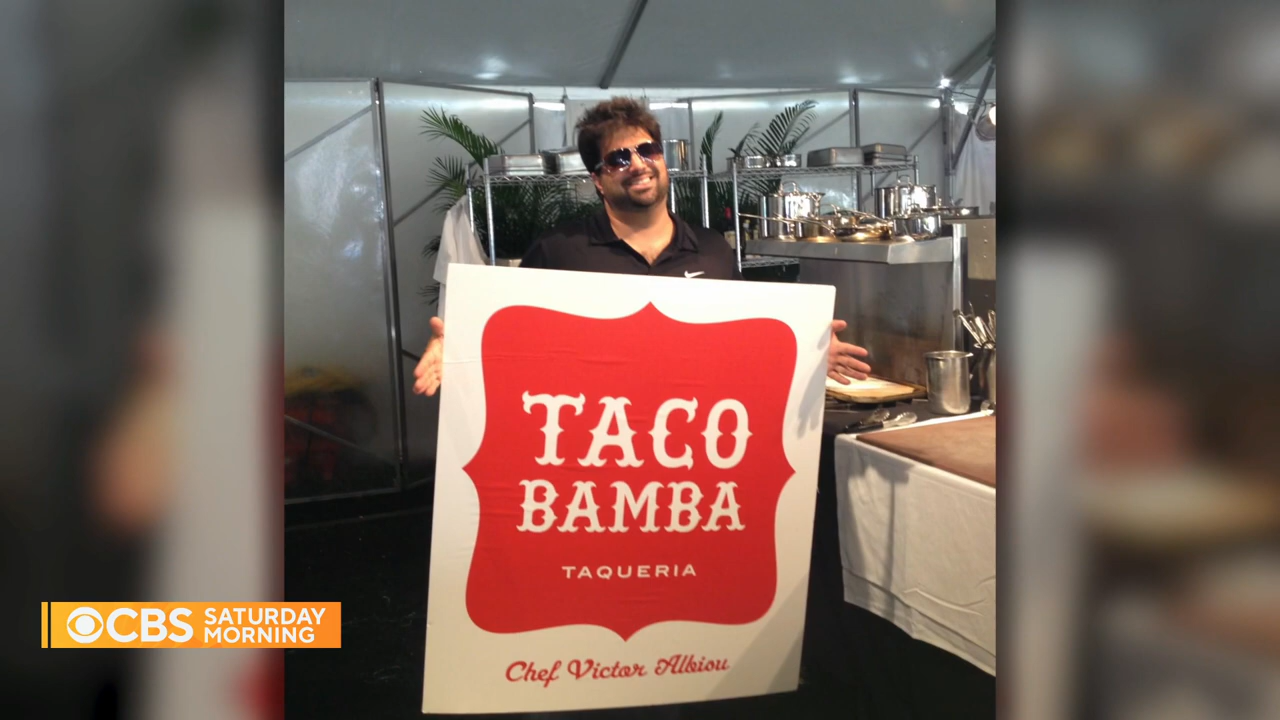 TACO
BAMBA
TAQUERIA
Chef Victor Albiou
CBS SATURDAY
MORNING